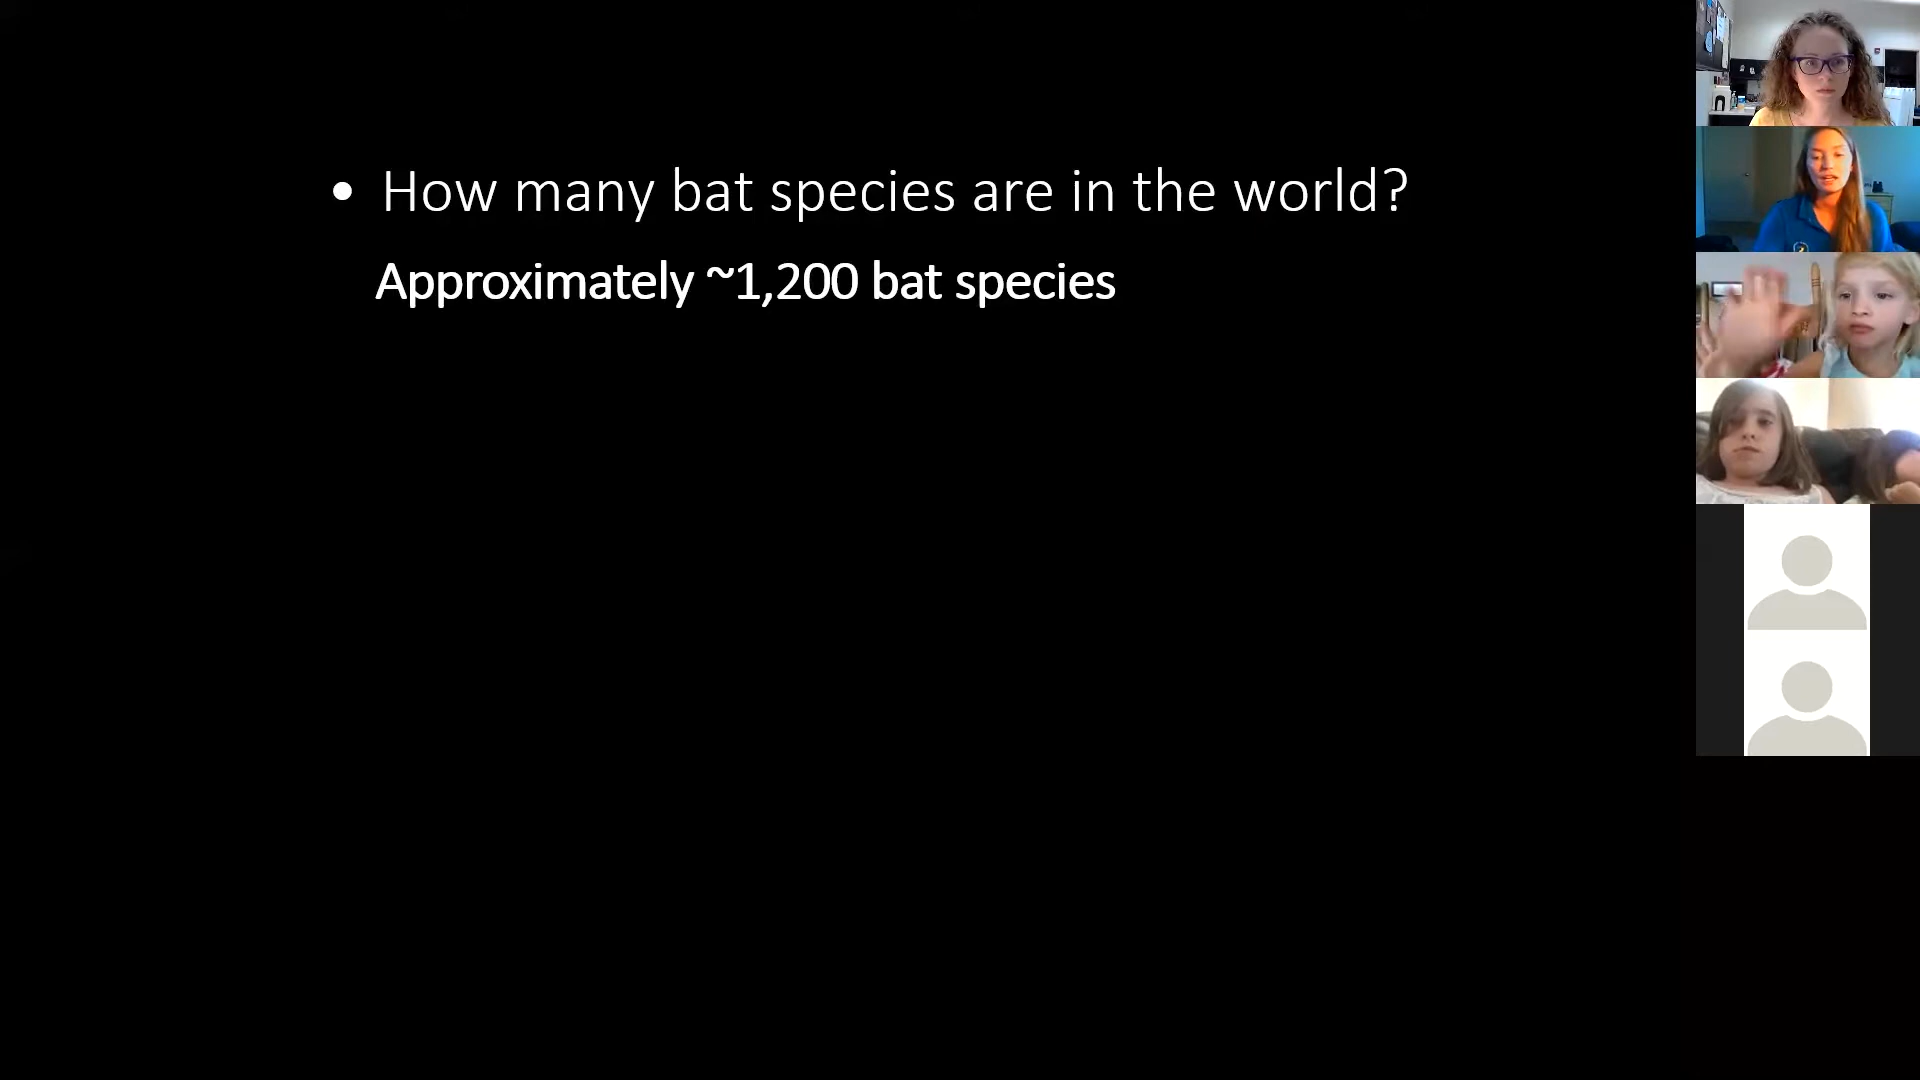 • How many bat species are in the world?
Approximately ~1,200 bat species